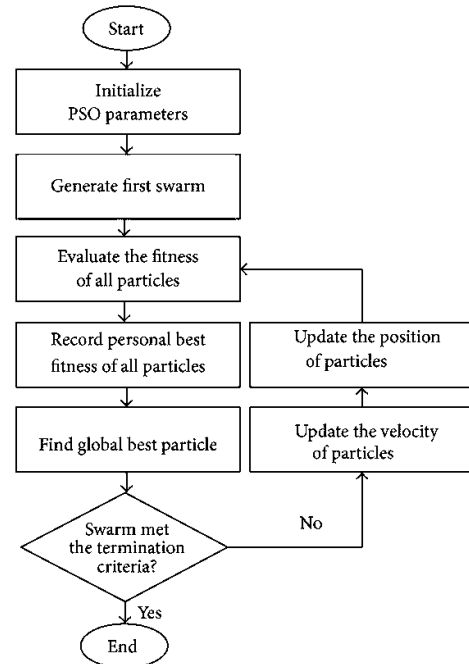 Start
Initialize
PSO parameters
Generate first swarm
Evaluate the fitness
of all particles
Record personal best
fitness of all particles
Find global best particle
Swarm met
the termination
criteria?
No
Update the velocity
of particles
Update the position
of particles
Yes
End